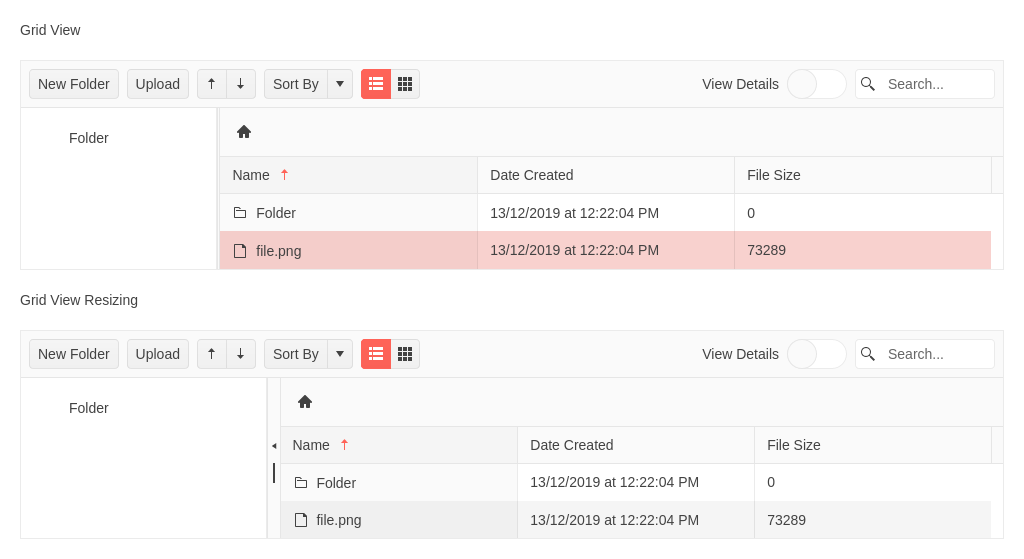 Grid View
New Folder Upload Sort By View Details Search...
Folder
Name Date Created File Size
Folder 13/12/2019 at 12:22:04 PM 0
file.png 13/12/2019 at 12:22:04 PM 73289
Grid View Resizing
New Folder Upload Sort By View Details Search...
Folder
Name Date Created File Size
Folder 13/12/2019 at 12:22:04 PM 0
file.png 13/12/2019 at 12:22:04 PM 73289